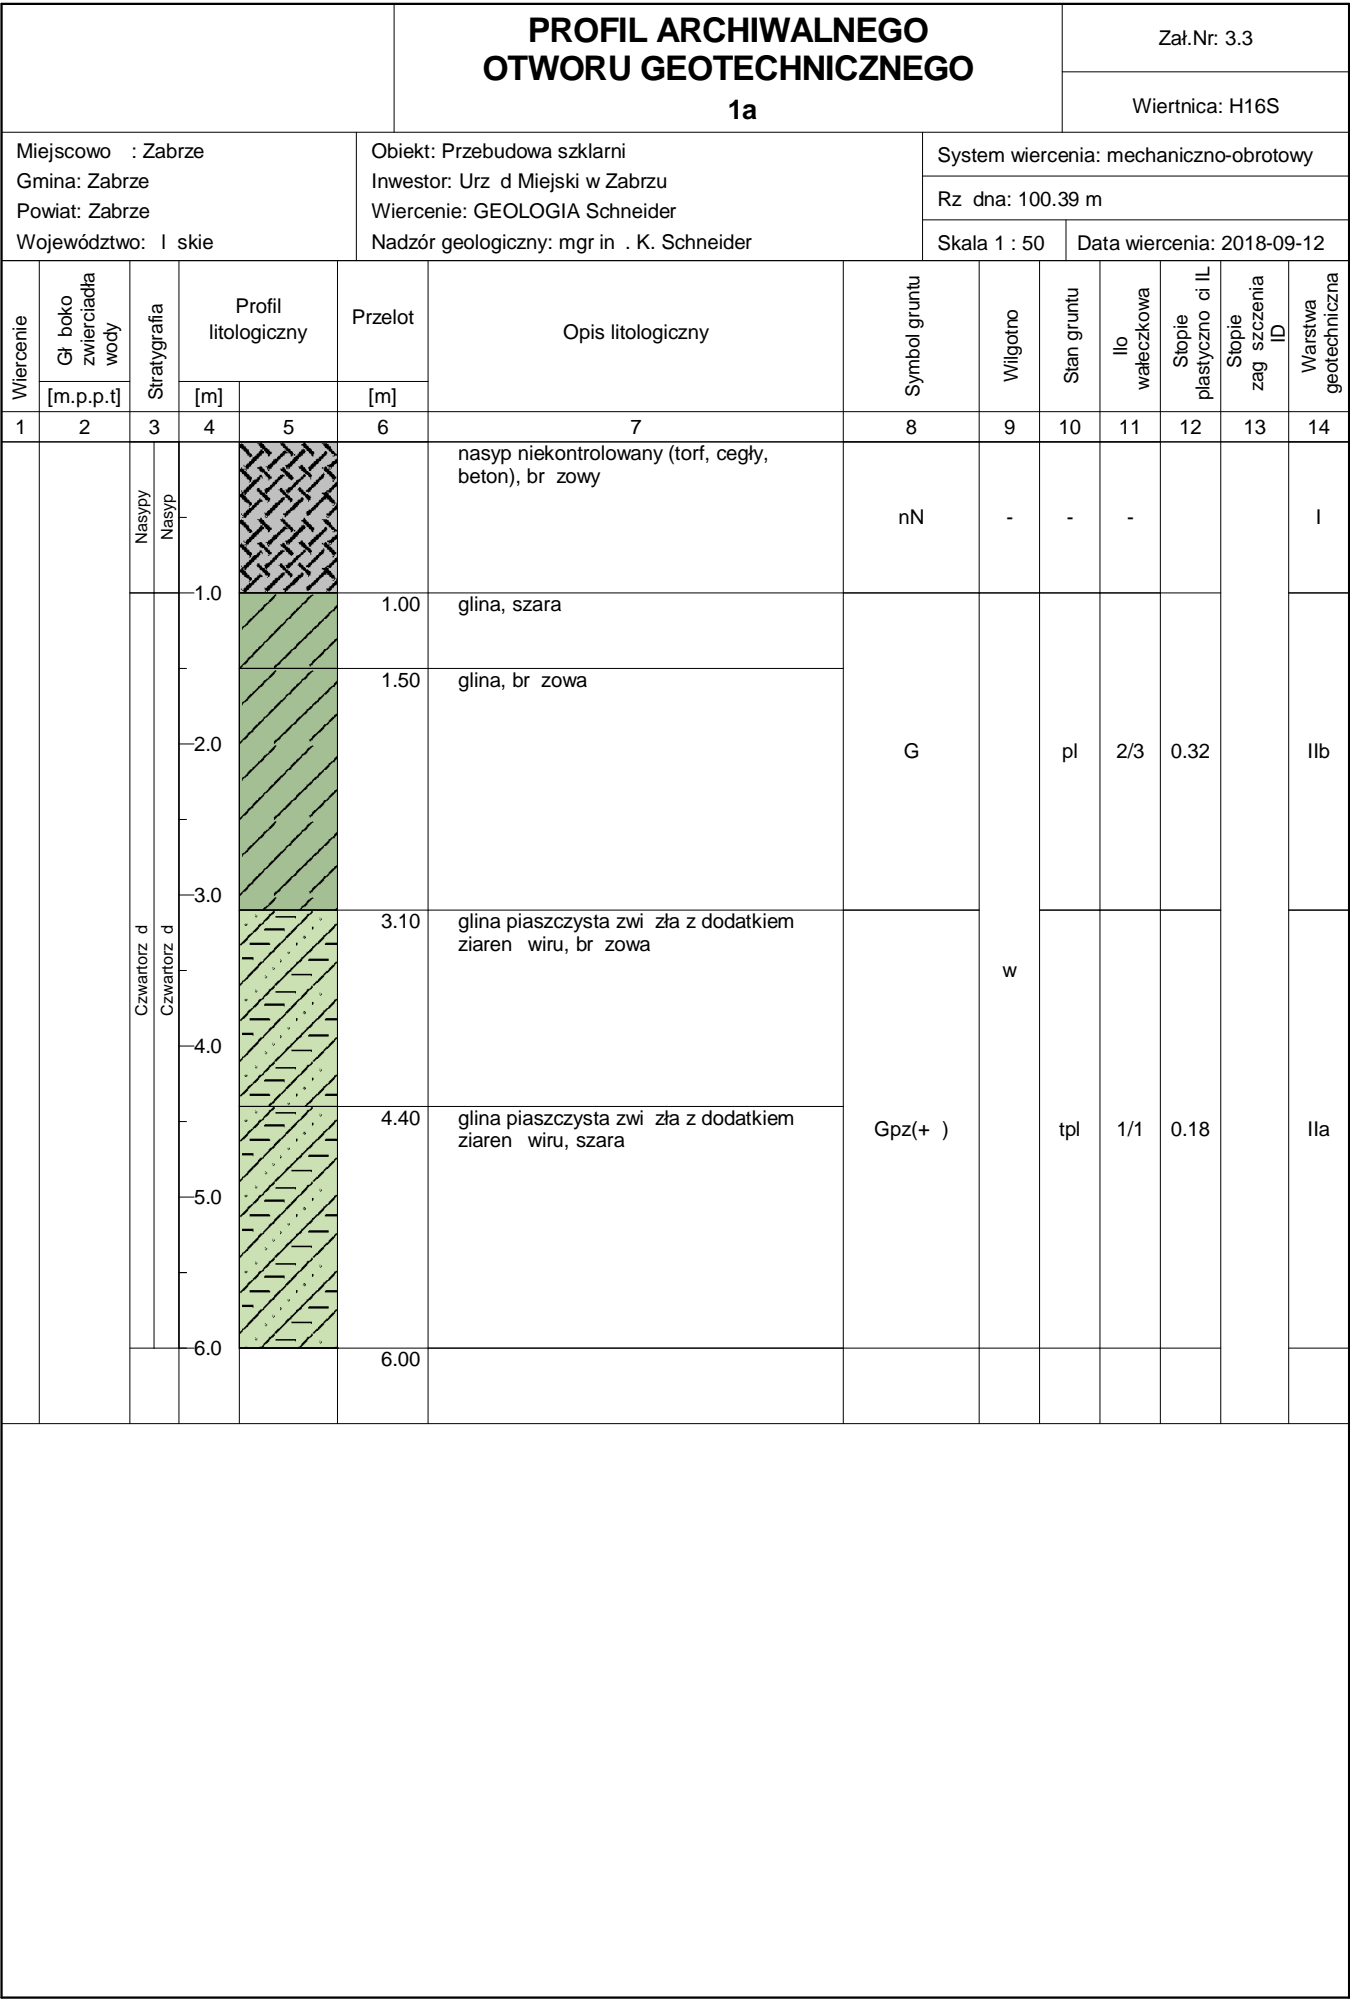 PROFIL ARCHIWALNEGO
OTWORU GEOTECHNICZNEGO
1a
Zał.Nr: 3.3
Wiertnica: H16S
Miejscowo : Zabrze
Gmina: Zabrze
Powiat: Zabrze
Województwo: l skie
Obiekt: Przebudowa szklarni
Inwestor: Urz d Miejski w Zabrzu
Wiercenie: GEOLOGIA Schneider
Nadzór geologiczny: mgr in . K. Schneider
System wiercenia: mechaniczno-obrotowy
Rz dna: 100.39 m
Skala 1 : 50
Data wiercenia: 2018-09-12
Wiercenie
Gł boko
zwierciadła
wody
[m.p.p.t]
Stratygrafia
Profil
litologiczny
[m]
Przelot
[m]
Opis litologiczny
Symbol gruntu
Wilgotno
Stan gruntu
Ilo
wałeczkowa
Stopie
plastyczno ci IL
Stopie
zag szczenia
ID
Warstwa
geotechniczna
1 2 3 4 5 6 7 8 9 10 11 12 13 14
Nasypy
Nasyp
nasyp niekontrolowany (torf, cegły,
beton), br zowy
nN - - - I
1.0
1.00 glina, szara
1.50 glina, br zowa
2.0
G pl 2/3 0.32 IIb
3.0
3.10 glina piaszczysta zwi zła z dodatkiem
ziaren wiru, br zowa
Czwartorz d
Czwartorz d
w
4.0
4.40 glina piaszczysta zwi zła z dodatkiem
ziaren wiru, szara
Gpz(+ ) tpl 1/1 0.18 IIa
5.0
6.0
6.00